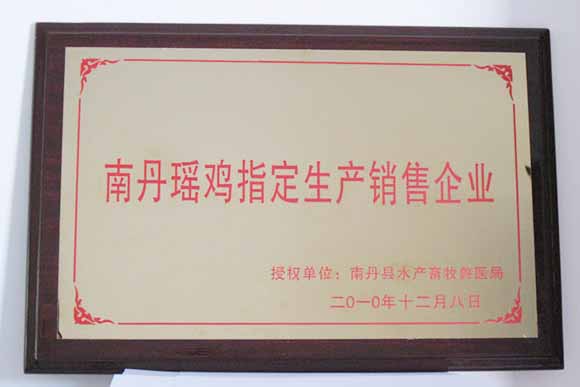 南丹瑶鸡指定生产销售企业
授权单位：南丹县水产畜牧兽医局
二〇一〇年十二月八日